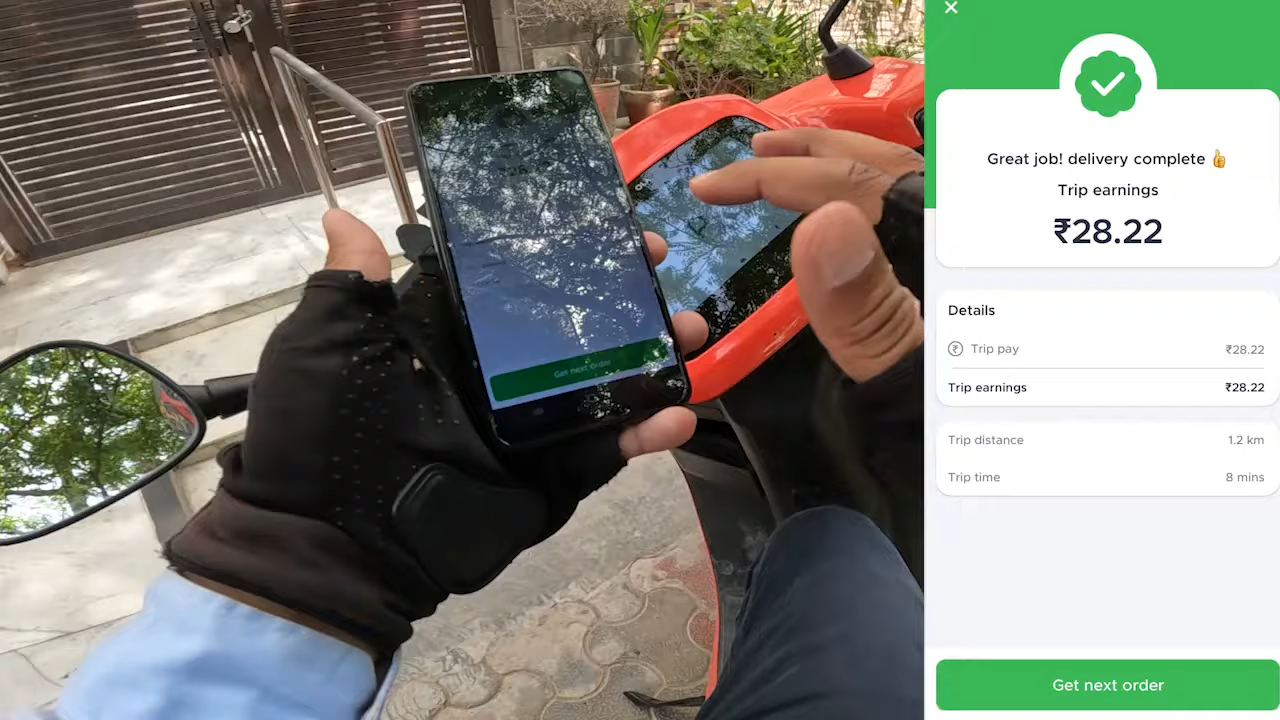 Get next order
Great job! delivery complete 👍
Trip earnings
₹28.22
Details
Trip pay ₹28.22
Trip earnings ₹28.22
Trip distance 1.2 km
Trip time 8 mins
Get next order